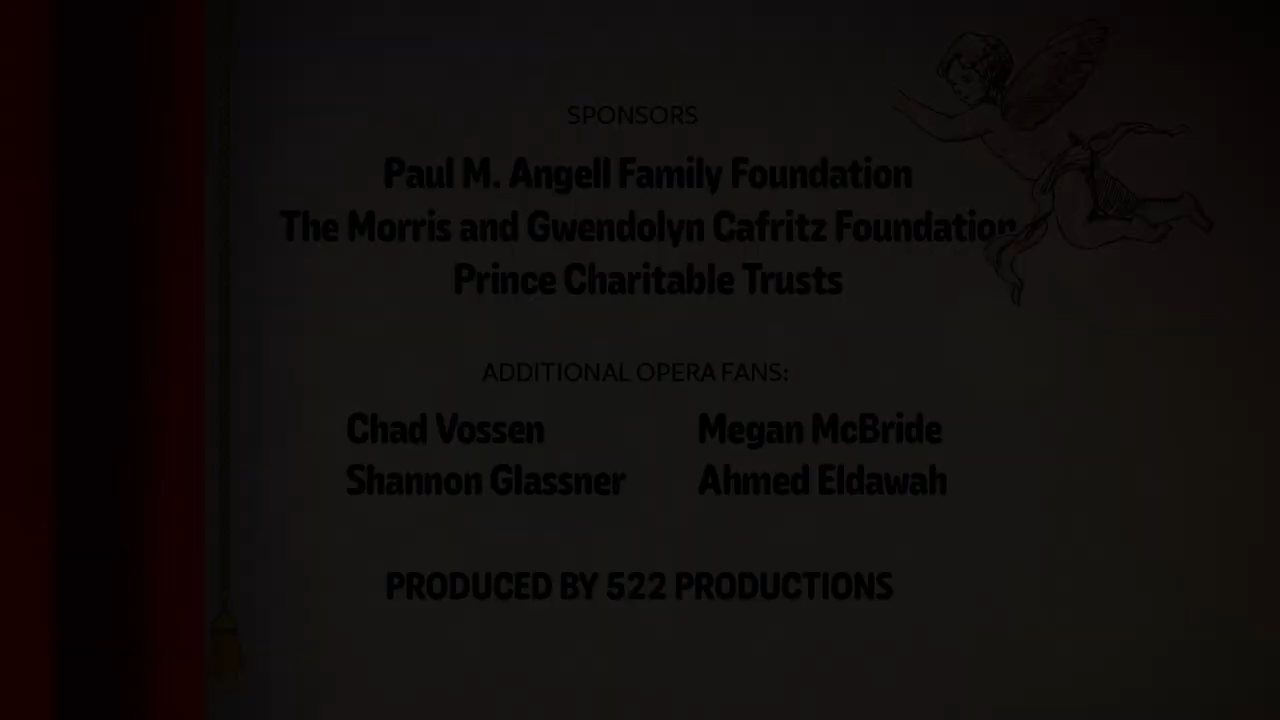 SPONSORS
Paul M. Angell Family Foundation
The Morris and Gwendolyn Cafritz Foundation
Prince Charitable Trusts
ADDITIONAL OPERA FANS:
Chad Vossen Megan McBride
Shannon Glassner Ahmed Eldawah
PRODUCED BY 522 PRODUCTIONS